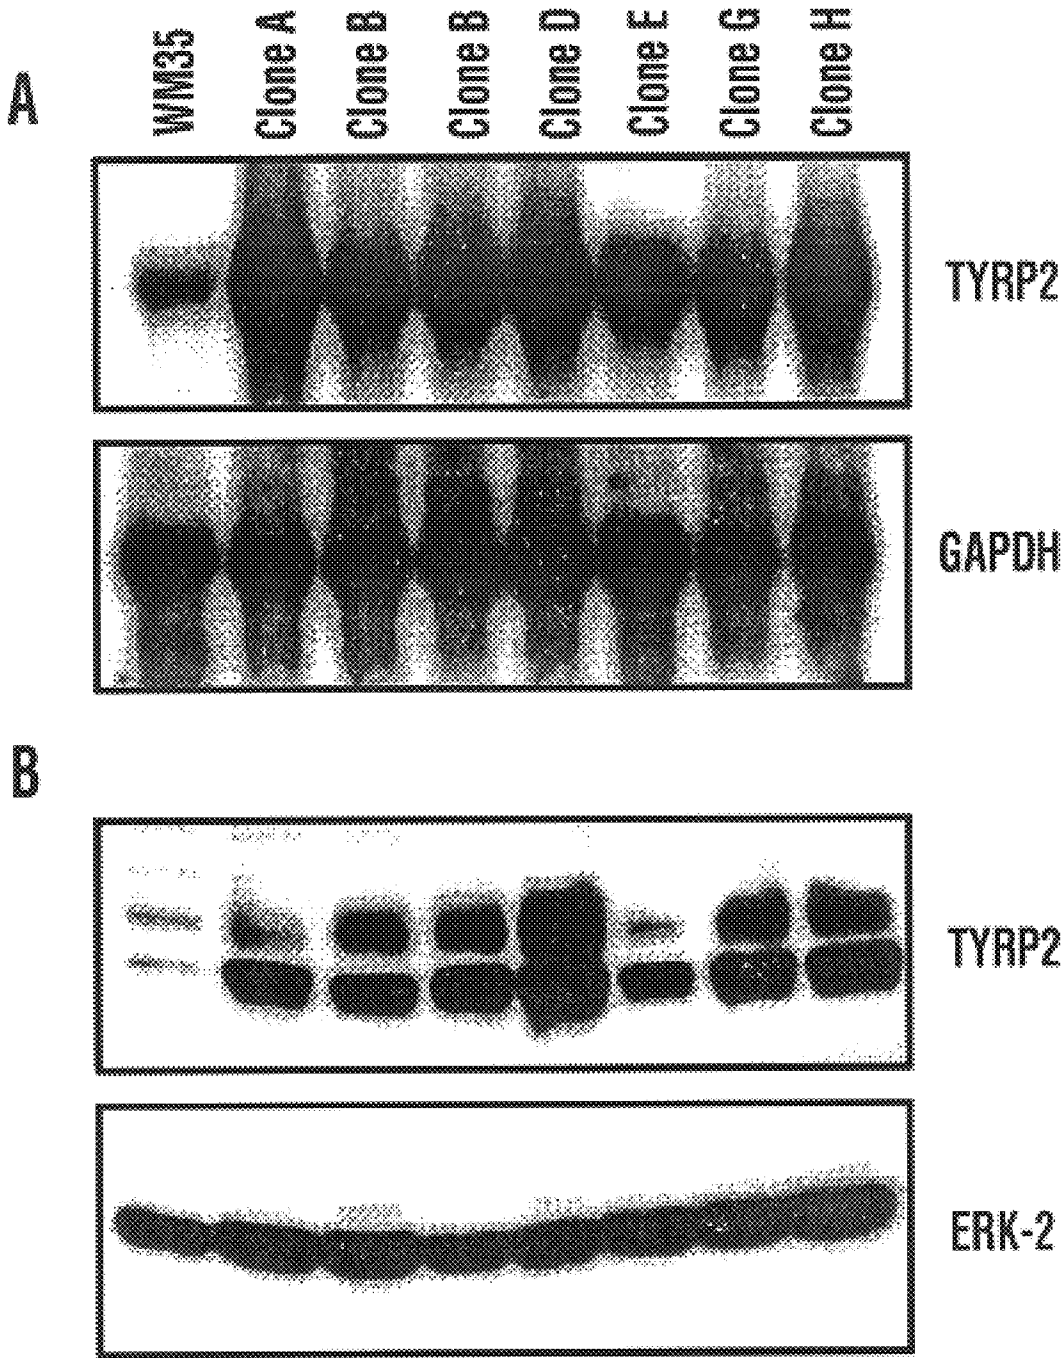 A
WM35
Clone A
Clone B
Clone B
Clone D
Clone E
Clone G
Clone H
TYRP2
GAPDH
B
TYRP2
ERK-2